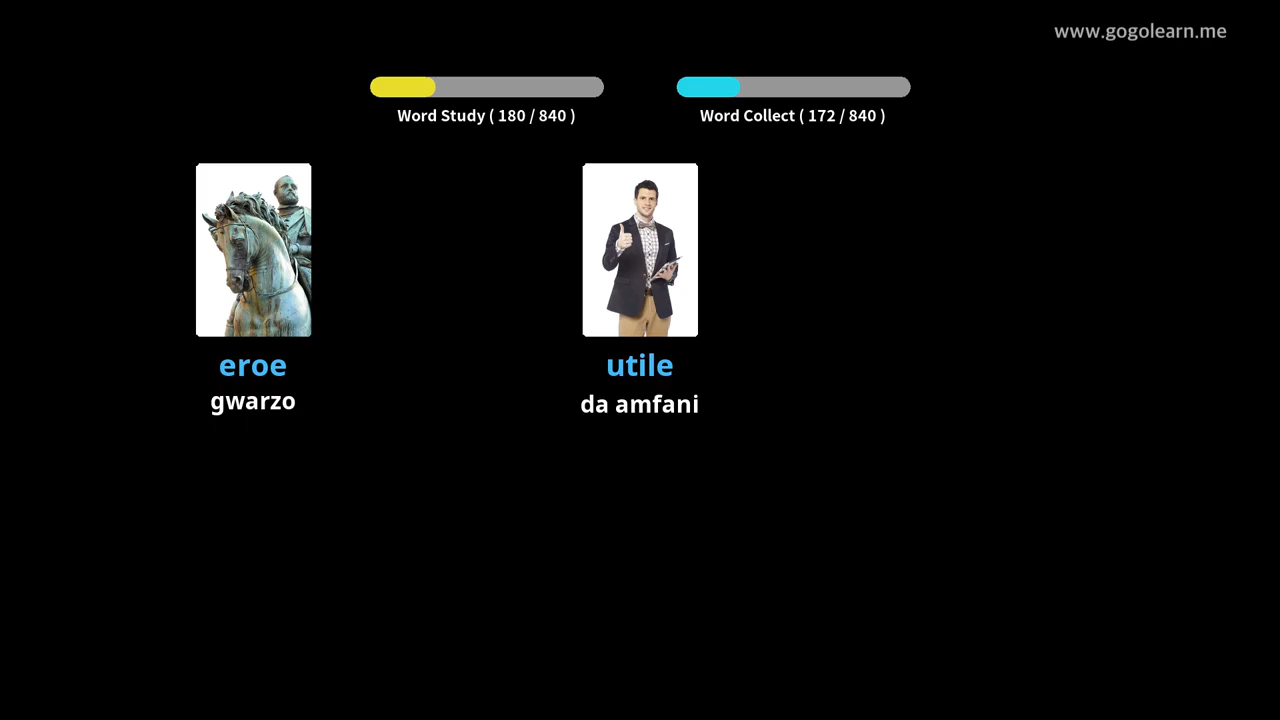 www.gogolearn.me
Word Study ( 180 / 840 )
Word Collect ( 172 / 840 )
eroe
gwarzo
utile
da amfani